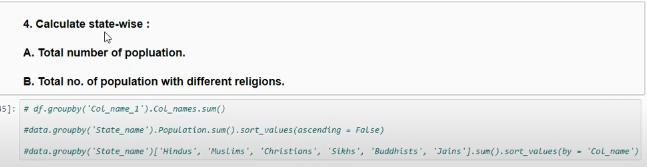 4. Calculate state-wise :
A. Total number of popluation.
B. Total no. of population with different religions.
45]: # df.groupby('Col_name_1').Col_names.sum()
#data.groupby('State_name').Population.sum().sort_values(ascending = False)
#data.groupby('State_name')['Hindus', 'Muslims', 'Christians', 'Sikhs', 'Buddhists', 'Jains'].sum().sort_values(by = 'Col_name')